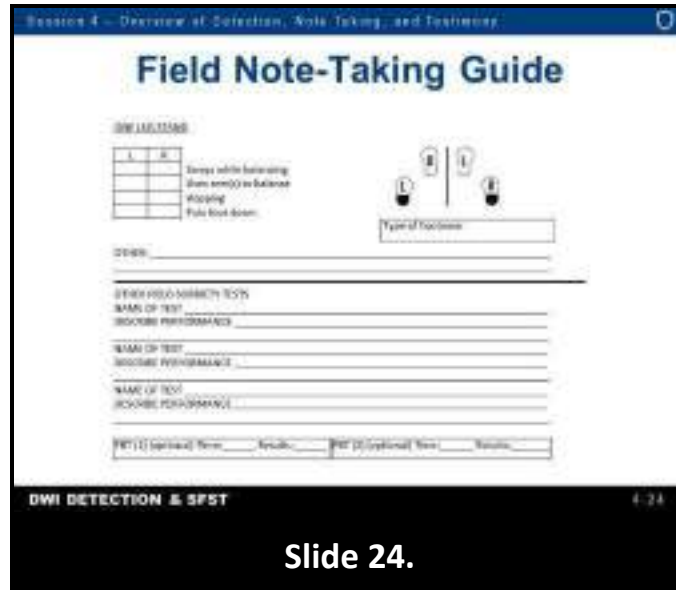 Session 4 – Overview of Detection, Note Taking, and Testimony
Field Note-Taking Guide
ONE LEG STAND
L R
Sways while balancing
Uses arm(s) to balance
Hopping
Puts foot down
R L
L R
Type of Footwear
OTHER
OTHER FIELD SOBRIETY TESTS
NAME OF TEST
DESCRIBE PERFORMANCE
NAME OF TEST
DESCRIBE PERFORMANCE
NAME OF TEST
DESCRIBE PERFORMANCE
PBT (1) (optional) Time: Results: PBT (2) (optional) Time: Results:
DWI DETECTION & SFST 4-24
Slide 24.